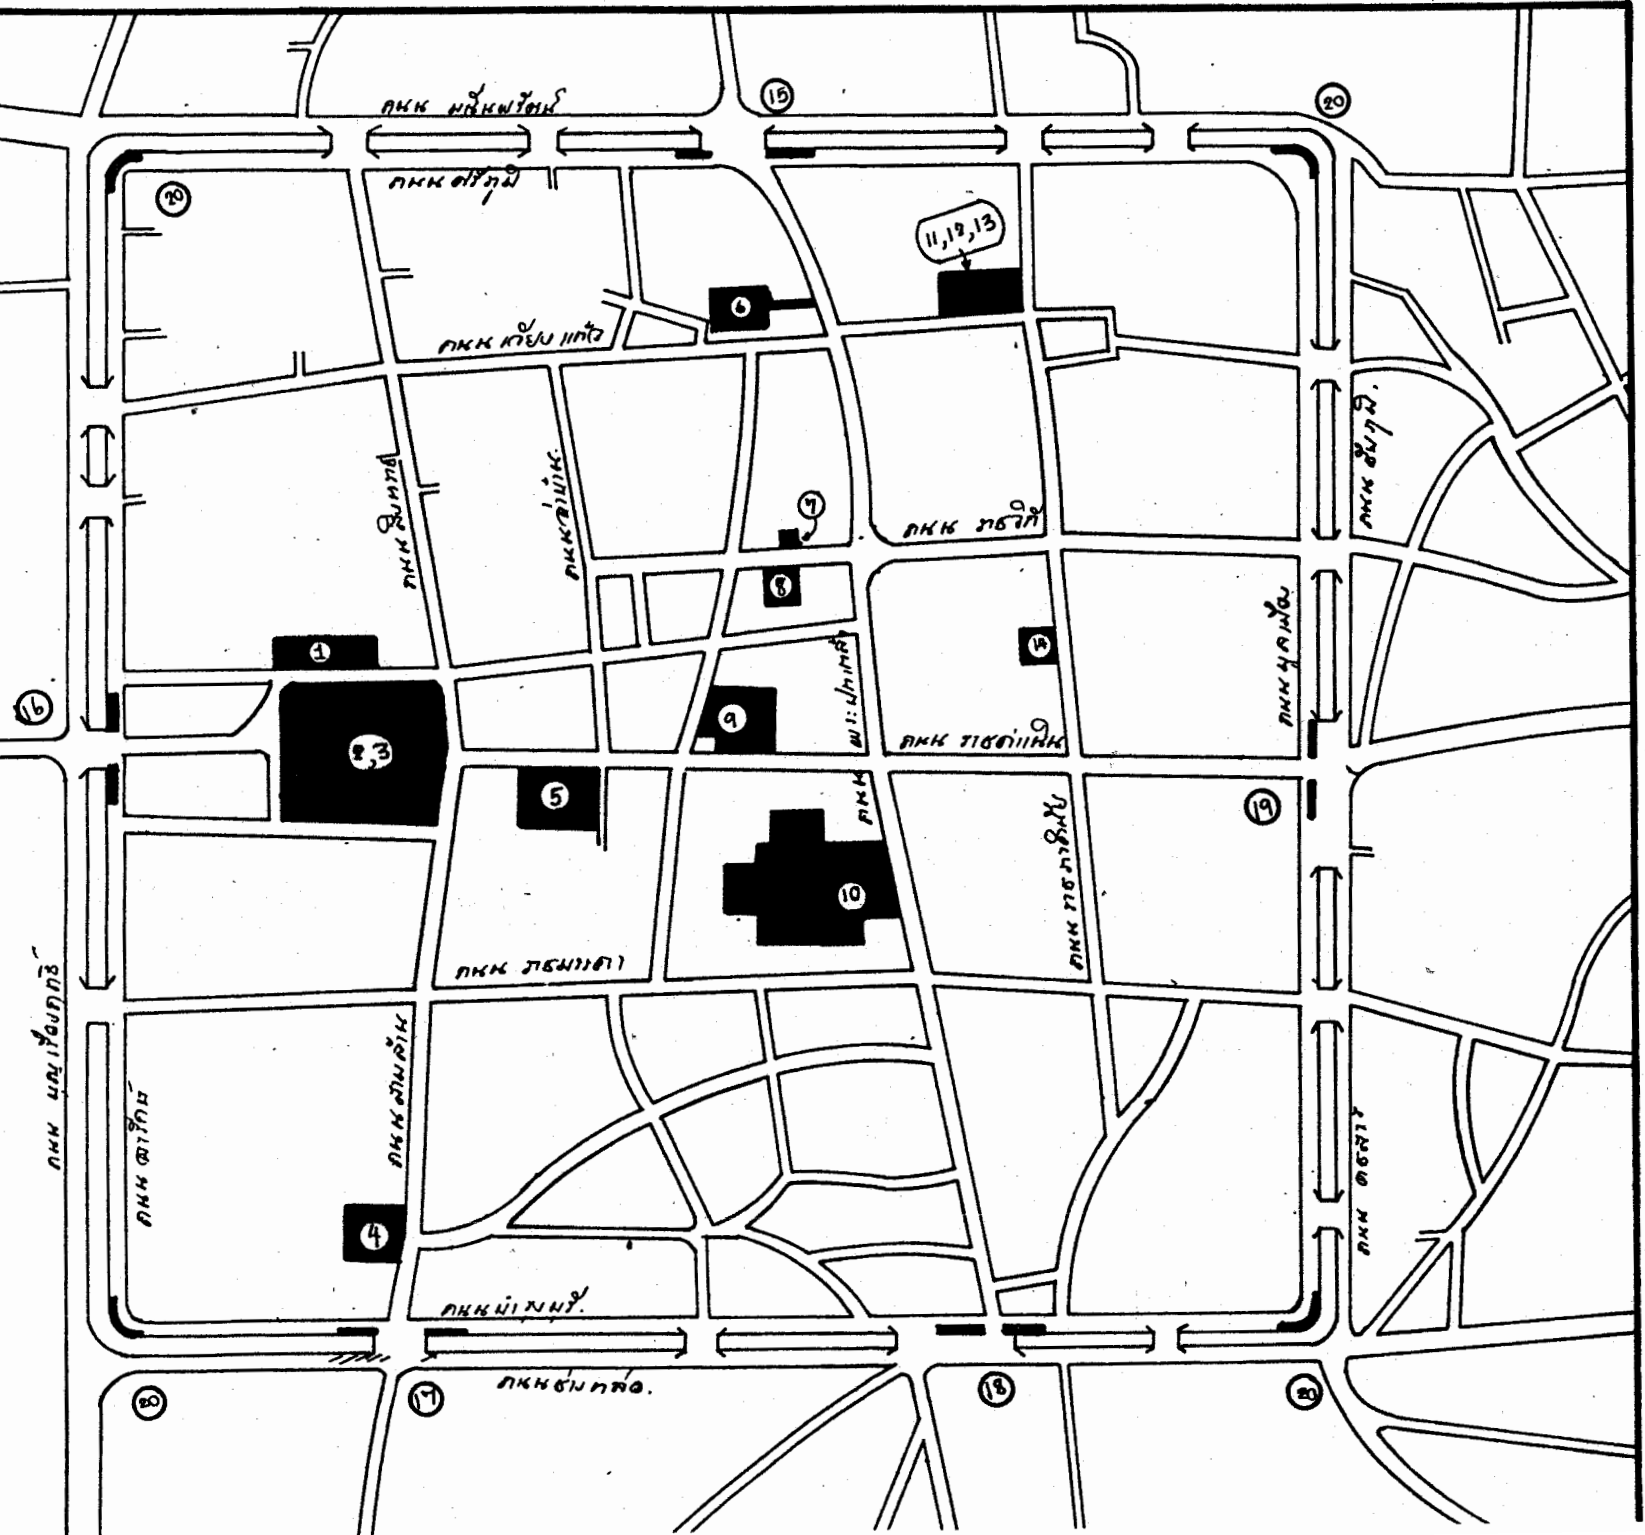 15
20
ถนน มณีนพรัตน์
20
ถนน ศรีภูมิ
11,12,13
6
ถนน เวียงแก้ว
ถนน ชัยภูมิ.
ถนนสิงหราช
ถนนจ่าบ้าน.
7
ถนน ราชวิถี
8
1
14
ถนน มูลเมือง
16
2,3
9
ถนน พระปกเกล้า
ถนน ราชดำเนิน
5
19
ถนน ราชภาคินัย
10
ถนน ราชมรรคา
ถนน บุญเรืองฤทธิ์
ถนน อารักษ์
ถนนสามล้าน
ถนน คชสาร
4
ถนนบำรุงบุรี.
ถนนช่างหล่อ.
20
17
18
20